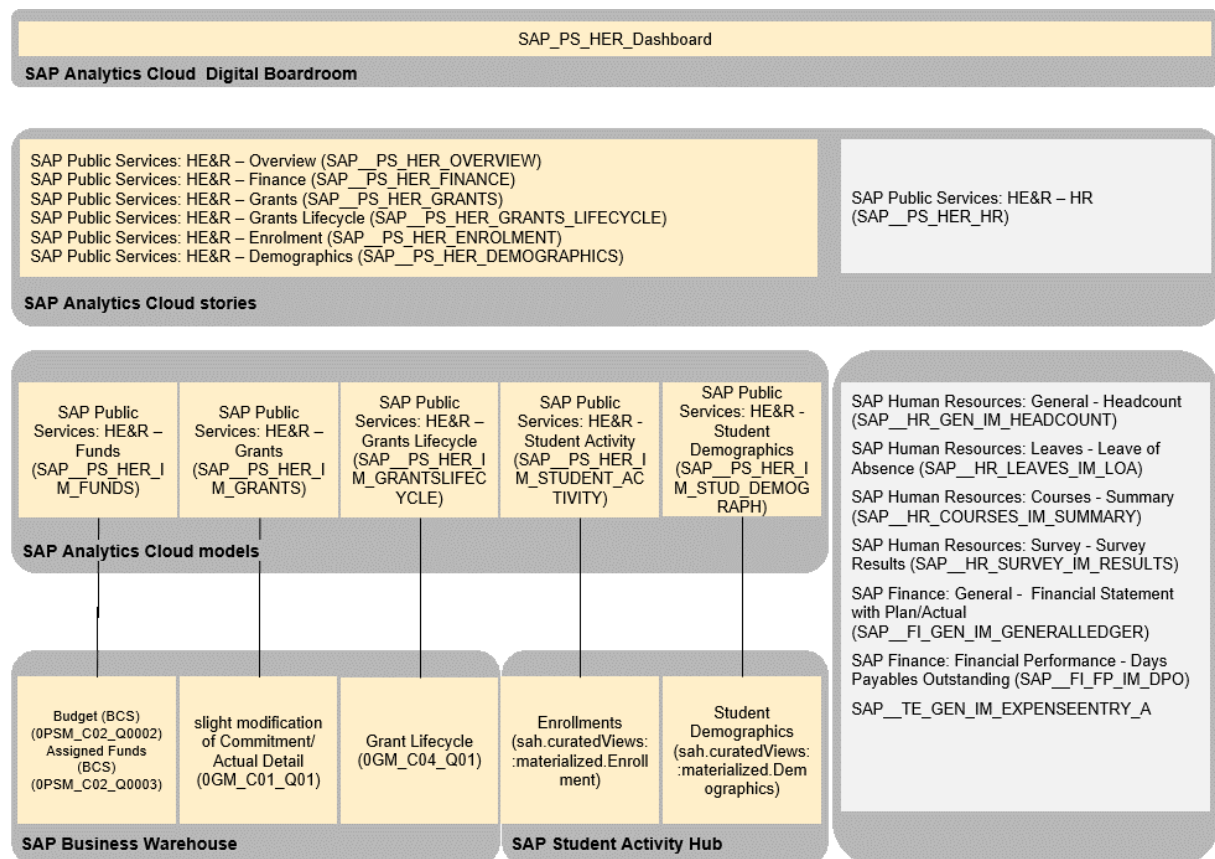 SAP_PS_HER_Dashboard
SAP Analytics Cloud  Digital Boardroom
SAP Public Services: HE&R – Overview (SAP__PS_HER_OVERVIEW)
SAP Public Services: HE&R – Finance (SAP__PS_HER_FINANCE)
SAP Public Services: HE&R – Grants (SAP__PS_HER_GRANTS)
SAP Public Services: HE&R – Grants Lifecycle (SAP__PS_HER_GRANTS_LIFECYCLE)
SAP Public Services: HE&R – Enrolment (SAP__PS_HER_ENROLMENT)
SAP Public Services: HE&R – Demographics (SAP__PS_HER_DEMOGRAPHICS)
SAP Public Services: HE&R – HR
(SAP__PS_HER_HR)
SAP Analytics Cloud stories
SAP Public
Services: HE&R –
Funds
(SAP__PS_HER_I
M_FUNDS)
SAP Public
Services: HE&R –
Grants
(SAP__PS_HER_I
M_GRANTS)
SAP Public
Services: HE&R –
Grants Lifecycle
(SAP__PS_HER_I
M_GRANTSLIFEC
YCLE)
SAP Public
Services: HE&R -
Student Activity
(SAP__PS_HER_I
M_STUDENT_AC
TIVITY)
SAP Public
Services: HE&R -
Student
Demographics
(SAP__PS_HER_I
M_STUD_DEMOG
RAPH)
SAP Analytics Cloud models
SAP Human Resources: General - Headcount
(SAP__HR_GEN_IM_HEADCOUNT)
SAP Human Resources: Leaves - Leave of
Absence (SAP__HR_LEAVES_IM_LOA)
SAP Human Resources: Courses - Summary
(SAP__HR_COURSES_IM_SUMMARY)
SAP Human Resources: Survey - Survey
Results (SAP__HR_SURVEY_IM_RESULTS)
SAP Finance: General -  Financial Statement
with Plan/Actual
(SAP__FI_GEN_IM_GENERALLEDGER)
SAP Finance: Financial Performance - Days
Payables Outstanding (SAP__FI_FP_IM_DPO)
SAP__TE_GEN_IM_EXPENSEENTRY_A
Budget (BCS)
(0PSM_C02_Q0002)
Assigned Funds
(BCS)
(0PSM_C02_Q0003)
slight modification
of Commitment/
Actual Detail
(0GM_C01_Q01)
Grant Lifecycle
(0GM_C04_Q01)
Enrollments
(sah.curatedViews:
:materialized.Enrol
lment)
Student
Demographics
(sah.curatedViews:
:materialized.Dem
ographics)
SAP Business Warehouse
SAP Student Activity Hub